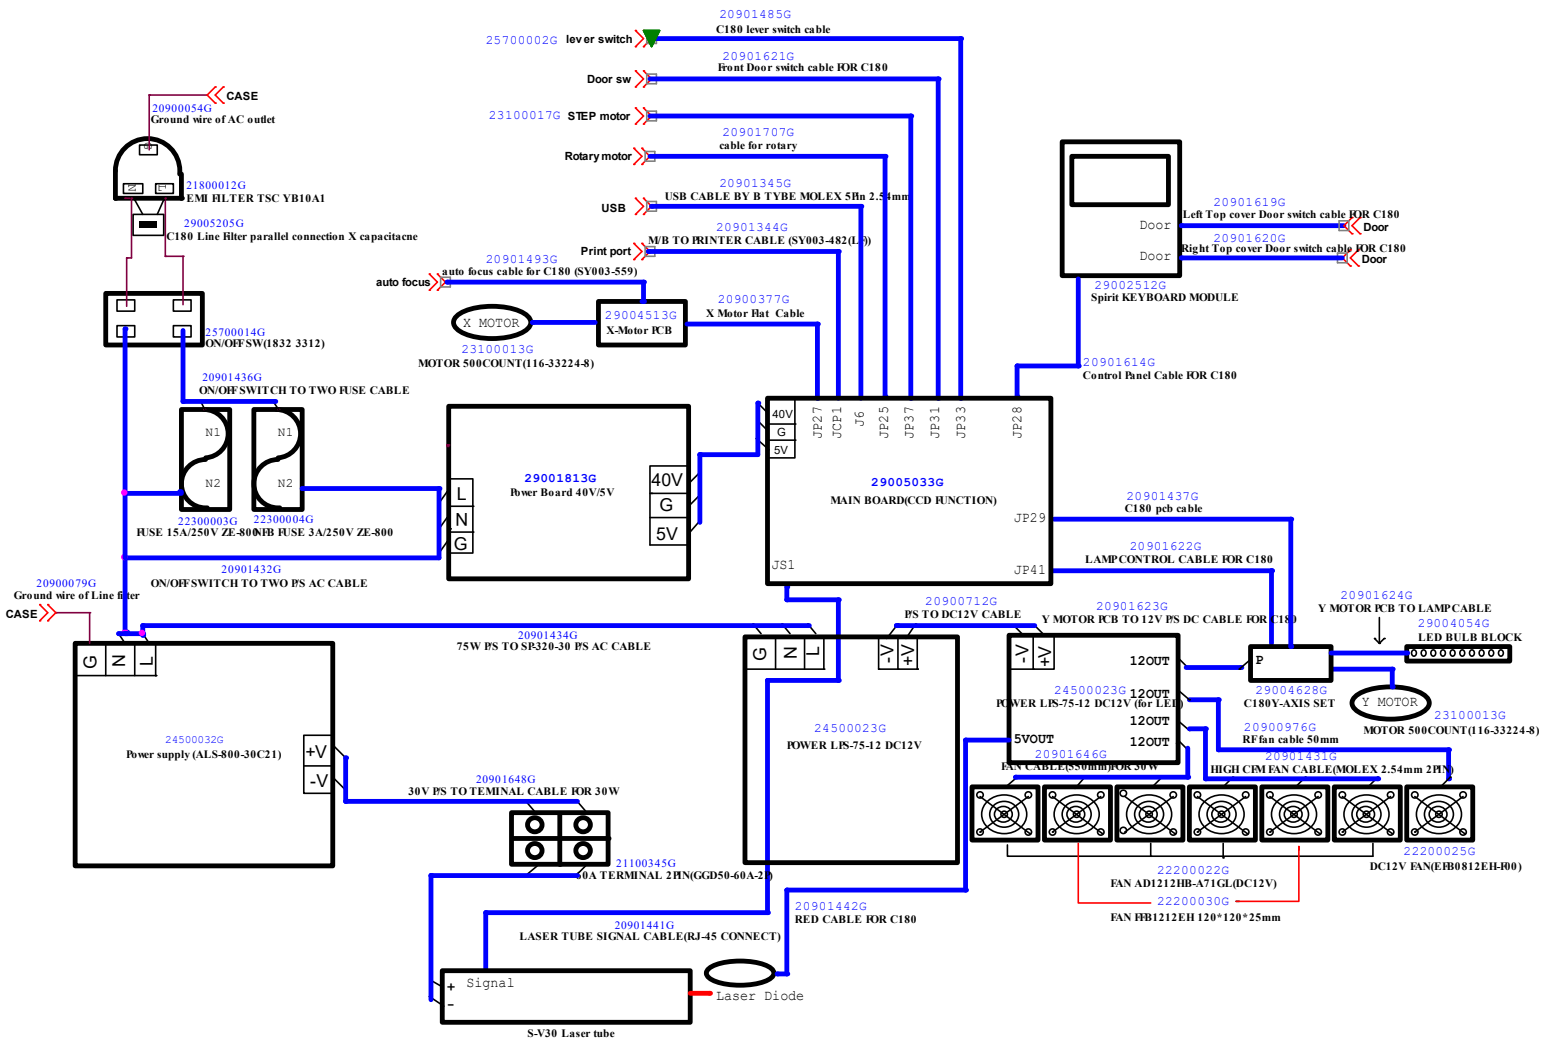 20901485G
C180 lever switch cable
25700002G lever switch
20901621G
Front Door switch cable FOR C180
Door sw
23100017G STEP motor
20901707G
cable for rotary
Rotary motor
20901345G
USB CABLE BY B TYBE MOLEX 5Pin 2.54mm
USB
20901344G
M/B TO PRINTER CABLE (SY003-482(LF))
Print port
20901493G
auto focus cable for C180 (SY003-559)
auto focus
CASE
20900054G
Ground wire of AC outlet
N
L
21800012G
EMI FILTER TSC YB10A1
29005205G
C180 Line Filter parallel connection X capacitacne
25700014G
ON/OFF SW(1832 3312)
20901436G
ON/OFF SWITCH TO TWO FUSE CABLE
N1
N2
N1
N2
22300003G
FUSE 15A/250V ZE-800
22300004G
NFB FUSE 3A/250V ZE-800
20901432G
ON/OFF SWITCH TO TWO P/S AC CABLE
X MOTOR
23100013G
MOTOR 500COUNT(116-33224-8)
29004513G
X-Motor PCB
20900377G
X Motor Flat Cable
Door
Door
29002512G
Spirit KEYBOARD MODULE
20901619G
Left Top cover Door switch cable FOR C180
Door
20901620G
Right Top cover Door switch cable FOR C180
Door
20901614G
Control Panel Cable FOR C180
L
N
G
29001813G
Power Board 40V/5V
40V
G
5V
40V
G
5V
JP27
JCP1
J6
JP25
JP37
JP31
JP33
JP28
29005033G
MAIN BOARD(CCD FUNCTION)
JP29
JP41
JS1
20901437G
C180 pcb cable
20901622G
LAMP CONTROL CABLE FOR C180
20900079G
Ground wire of Line filter
CASE
G
N
L
24500032G
Power supply (ALS-800-30C21)
+V
-V
20901434G
75W P/S TO SP-320-30 P/S AC CABLE
20900712G
P/S TO DC12V CABLE
20901623G
Y MOTOR PCB TO 12V P/S DC CABLE FOR C180
20901624G
Y MOTOR PCB TO LAMP CABLE
29004054G
LED BULB BLOCK
G
N
L
-V
+V
24500023G
POWER LPS-75-12 DC12V
-V
+V
12OUT
12OUT
12OUT
12OUT
5VOUT
24500023G
POWER LPS-75-12 DC12V (for LED)
P
29004628G
C180Y-AXIS SET
Y MOTOR
23100013G
MOTOR 500COUNT(116-33224-8)
20900976G
RF fan cable 50mm
20901646G
FAN CABLE(550mm)FOR 30W
20901431G
HIGH CFM FAN CABLE(MOLEX 2.54mm 2PIN)
20901648G
30V P/S TO TEMINAL CABLE FOR 30W
21100345G
60A TERMINAL 2PIN(GGD50-60A-2P)
22200025G
DC12V FAN(EFB0812EH-F00)
22200022G
FAN AD1212HB-A71GL(DC12V)
22200030G
FAN FFB1212EH 120*120*25mm
20901442G
RED CABLE FOR C180
20901441G
LASER TUBE SIGNAL CABLE(RJ-45 CONNECT)
Signal
+
-
Laser Diode
S-V30 Laser tube